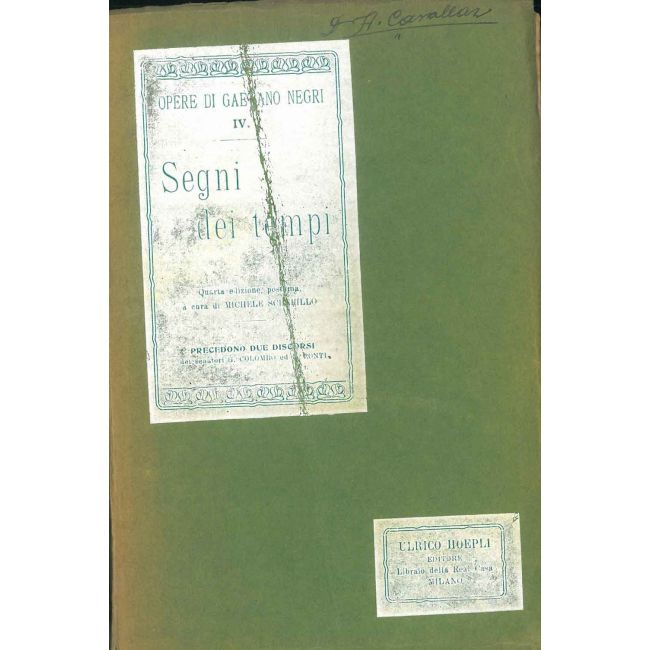 A. Cavallar
OPERE DI GAETANO NEGRI
IV.
Segni
dei tempi
Quarta edizione, postuma,
a cura di MICHELE SCHERILLO
PRECEDONO DUE DISCORSI
dei senatori G. COLOMBO ed E. PONTI.
ULRICO HOEPLI
EDITORE
Libraio della Real Casa
MILANO